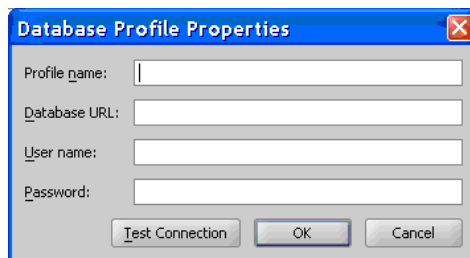 Database Profile Properties
Profile name:
Database URL:
User name:
Password:
Test Connection OK Cancel